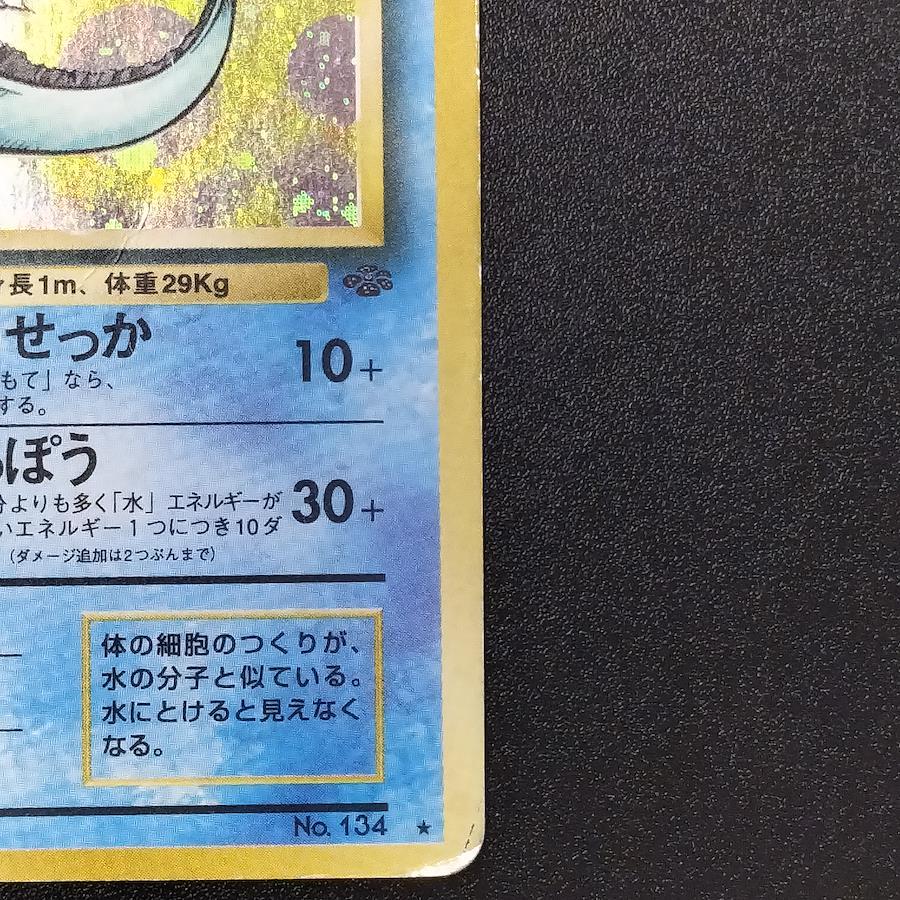 長1m、体重29Kg
せっか
10+
もて」なら、
する。
ぽう
分よりも多く「水」エネルギーが
30+
いエネルギー1つにつき10ダ
(ダメージ追加は2つぶんまで)
体の細胞のつくりが、
水の分子と似ている。
水にとけると見えなく
なる。
No. 134 ★